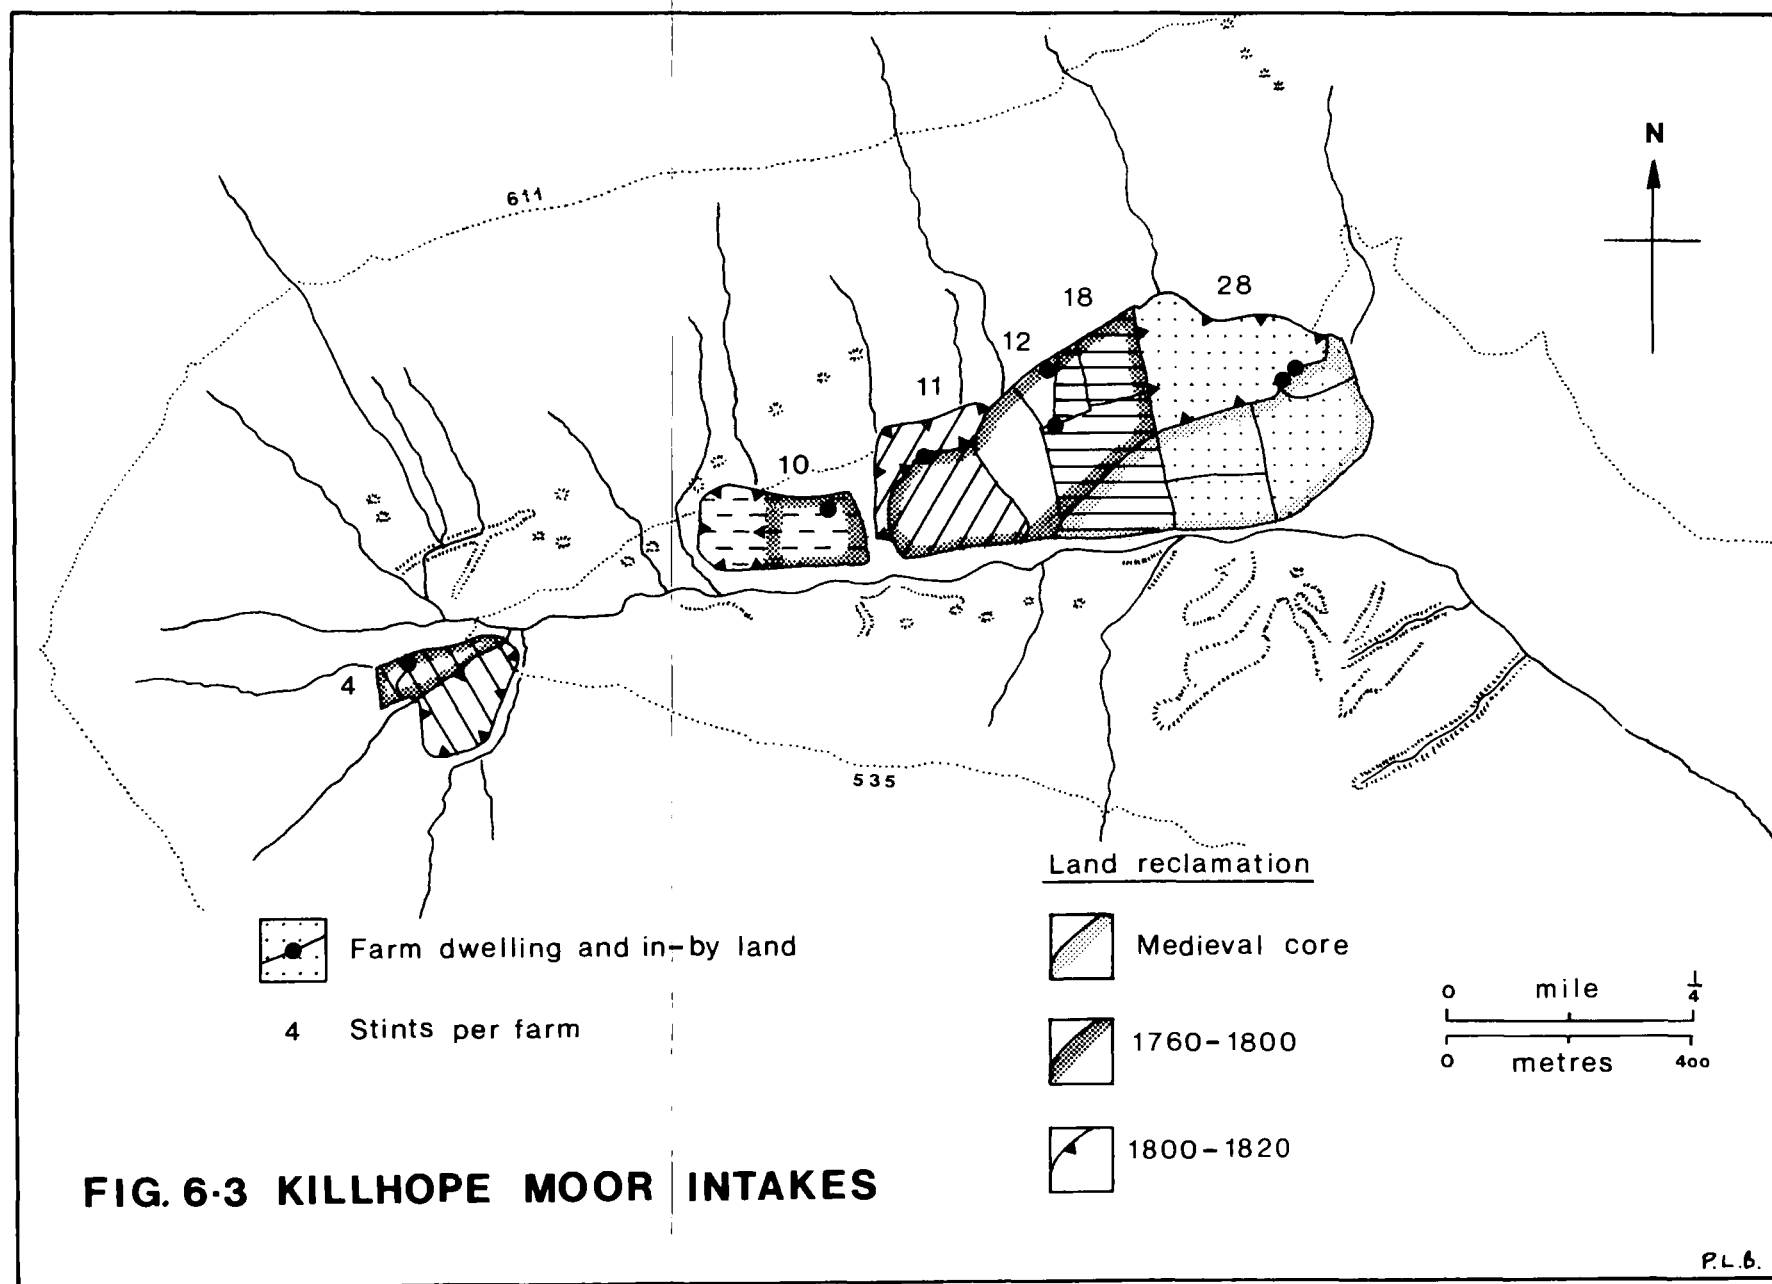 N
611
28
18
12
11
10
4
535
Land reclamation
Farm dwelling and in-by land
Medieval core
4 Stints per farm
1760-1800
1800-1820
0 mile 1/4
0 metres 400
FIG. 6·3 KILLHOPE MOOR INTAKES
P.L.B.